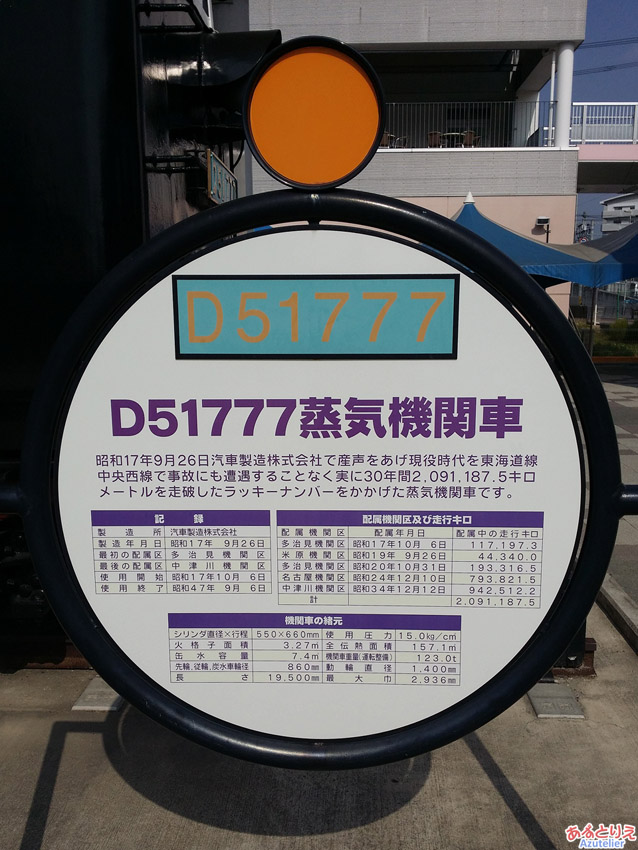 D51777
D51777蒸気機関車
昭和17年9月26日汽車製造株式会社で産声をあげ現役時代を東海道線
中央西線で事故にも遭遇することなく実に30年間2,091,187.5キロ
メートルを走破したラッキーナンバーをかかげた蒸気機関車です。
記録
製造所 汽車製造株式会社
製造年月日 昭和17年 9月26日
最初の配属区 多治見機関区
最後の配属区 中津川機関区
使用開始 昭和17年10月 6日
使用終了 昭和47年 9月 6日
配属機関区及び走行キロ
配属機関区 配属年月日 配属中の走行キロ
多治見機関区 昭和17年10月 6日 117,197.3
米原機関区 昭和19年 9月26日 44,340.0
多治見機関区 昭和20年10月31日 193,316.5
名古屋機関区 昭和24年12月10日 793,821.5
中津川機関区 昭和34年12月12日 942,512.2
計 2,091,187.5
機関車の緒元
シリンダ直径×行程 550×660mm 使用圧力 15.0kg/cm
火格子面積 3.27㎡ 全伝熱面積 157.1㎡
缶水容量 7.4㎥ 機関車重量(運転整備) 123.0t
先輪、従輪、炭水車輪径 860mm 動輪直径 1,400mm
長さ 19,500mm 最大巾 2,936mm
あるとりえ
Azutelier